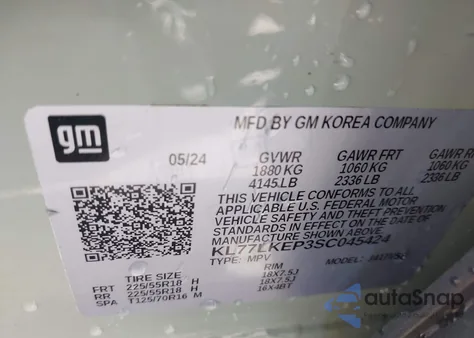 gm
MFD BY GM KOREA COMPANY
05/24 GVWR GAWR FRT GAWR R
1880 KG 1060 KG 1060 KG
4145 LB 2336 LB 2336 LB
THIS VEHICLE CONFORMS TO ALL
APPLICABLE U.S. FEDERAL MOTOR
VEHICLE SAFETY AND THEFT PREVENTION
STANDARDS IN EFFECT ON THE DATE OF
MANUFACTURE SHOWN ABOVE.
KL77LKEP3SC045424
TYPE: MPV MODEL:
TIRE SIZE RIM
FRT 225/55R18 H 18X7.5J
RR 225/55R18 H 18X7.5J
SPA T125/70R16 M 16X4BT
autoSnap